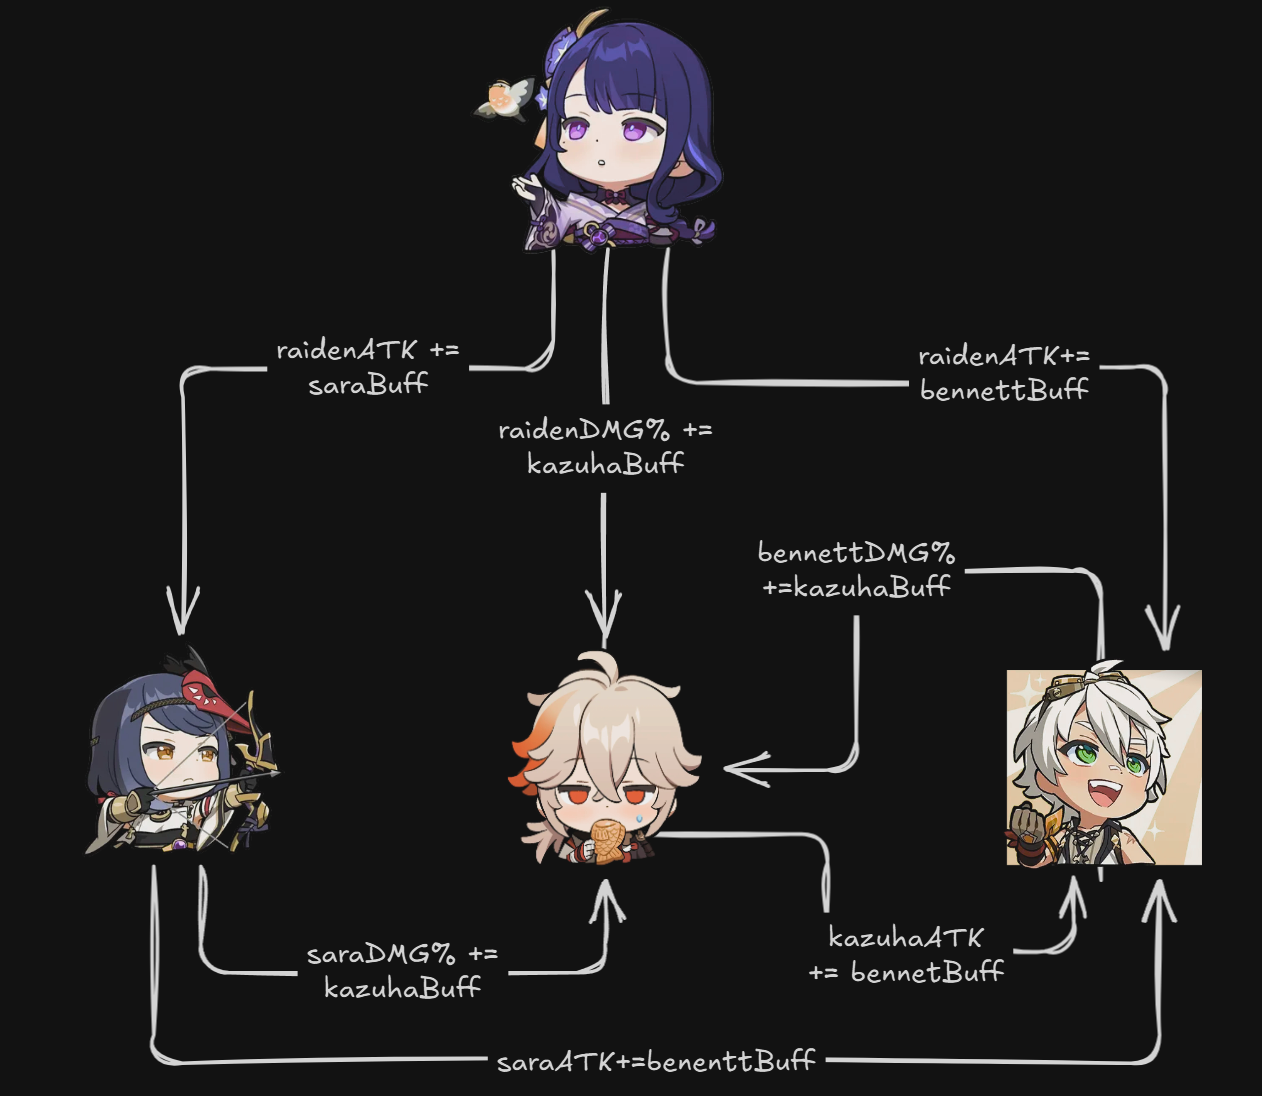 raidenATK +=
saraBuff
raidenATK+=
bennettBuff
raidenDMG% +=
kazuhaBuff
bennettDMG%
+=kazuhaBuff
saraDMG% +=
kazuhaBuff
kazuhaATK
+= bennetBuff
saraATK+=benenttBuff